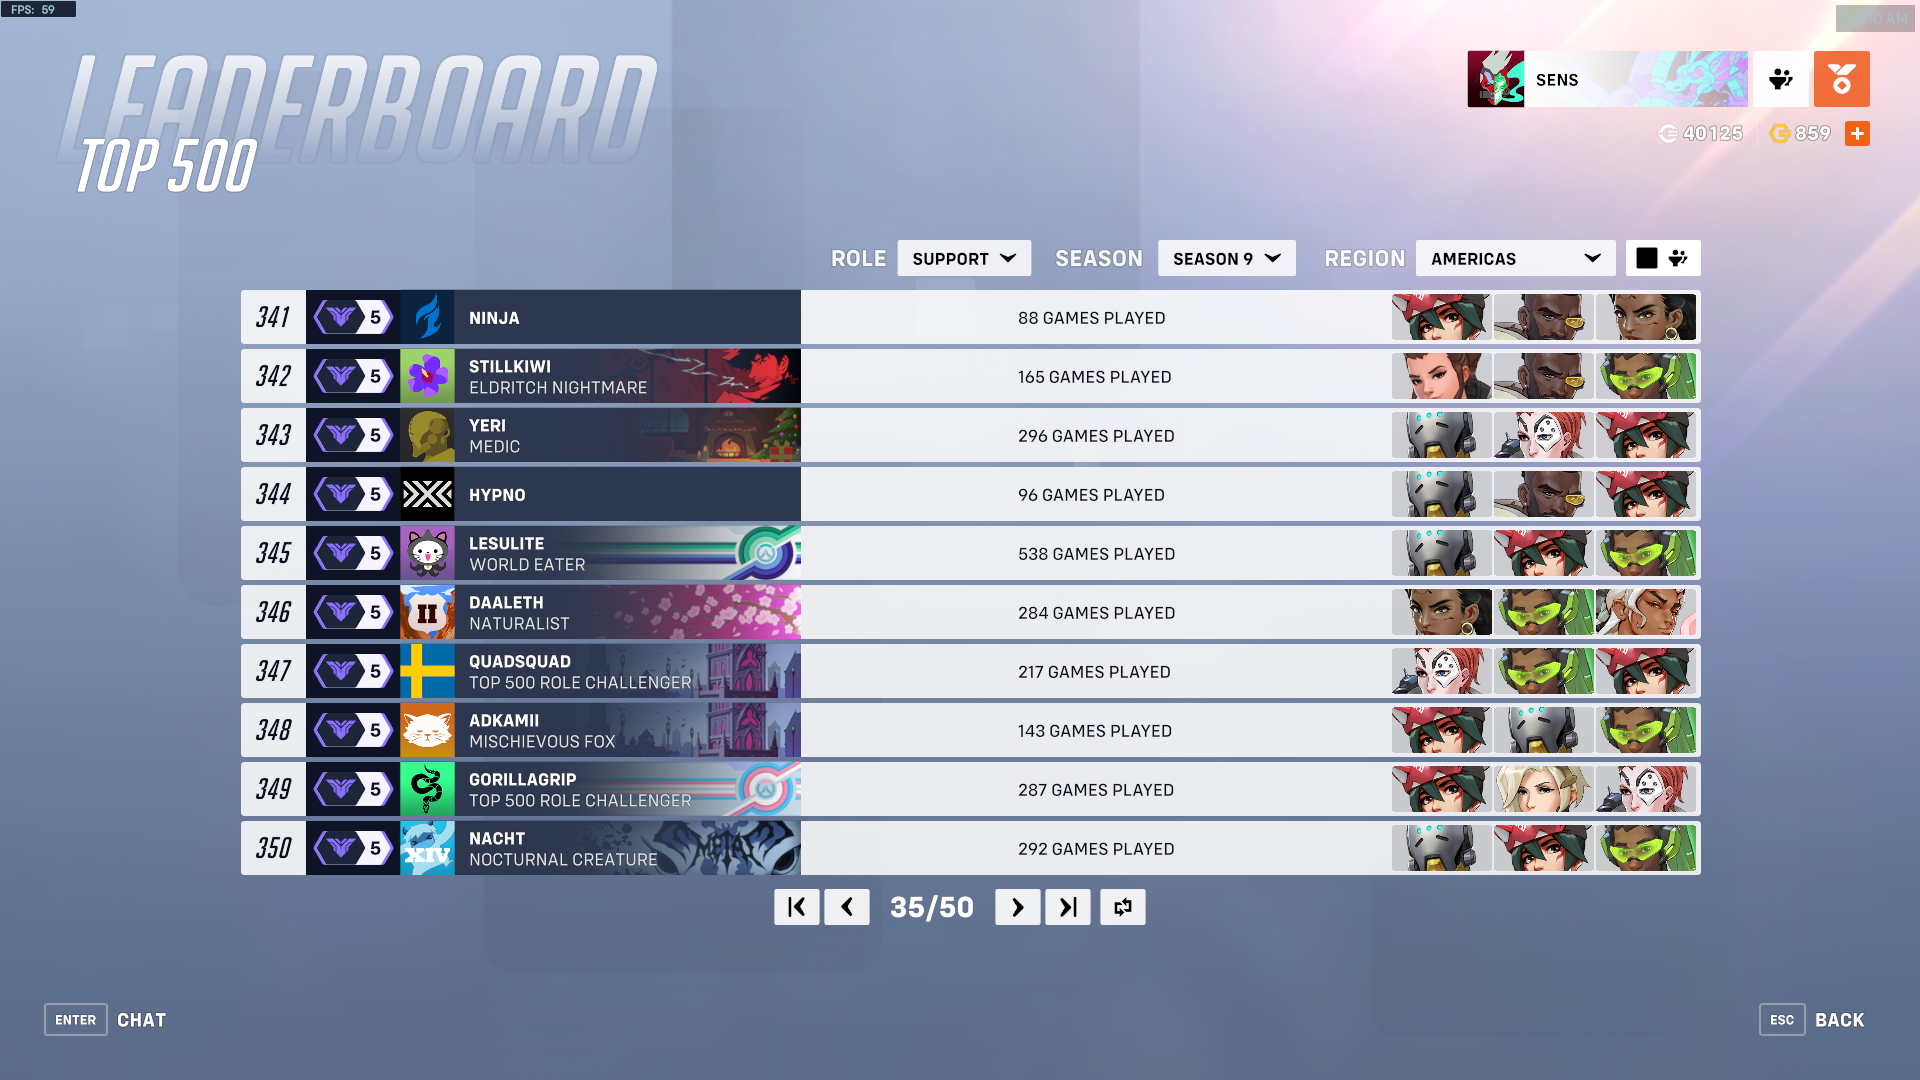 FPS: 59
LEADERBOARD
TOP 500
SENS
40125 859
ROLE SUPPORT SEASON SEASON 9 REGION AMERICAS
341 5 NINJA 88 GAMES PLAYED
342 5 STILLKIWI 165 GAMES PLAYED
ELDRITCH NIGHTMARE
343 5 YERI 296 GAMES PLAYED
MEDIC
344 5 HYPNO 96 GAMES PLAYED
345 5 LESULITE 538 GAMES PLAYED
WORLD EATER
346 5 II DAALETH 284 GAMES PLAYED
NATURALIST
347 5 QUADSQUAD 217 GAMES PLAYED
TOP 500 ROLE CHALLENGER
348 5 ADKAMII 143 GAMES PLAYED
MISCHIEVOUS FOX
349 5 GORILLAGRIP 287 GAMES PLAYED
TOP 500 ROLE CHALLENGER
350 5 XIV NACHT METAL 292 GAMES PLAYED
NOCTURNAL CREATURE
35/50
ENTER CHAT
ESC BACK